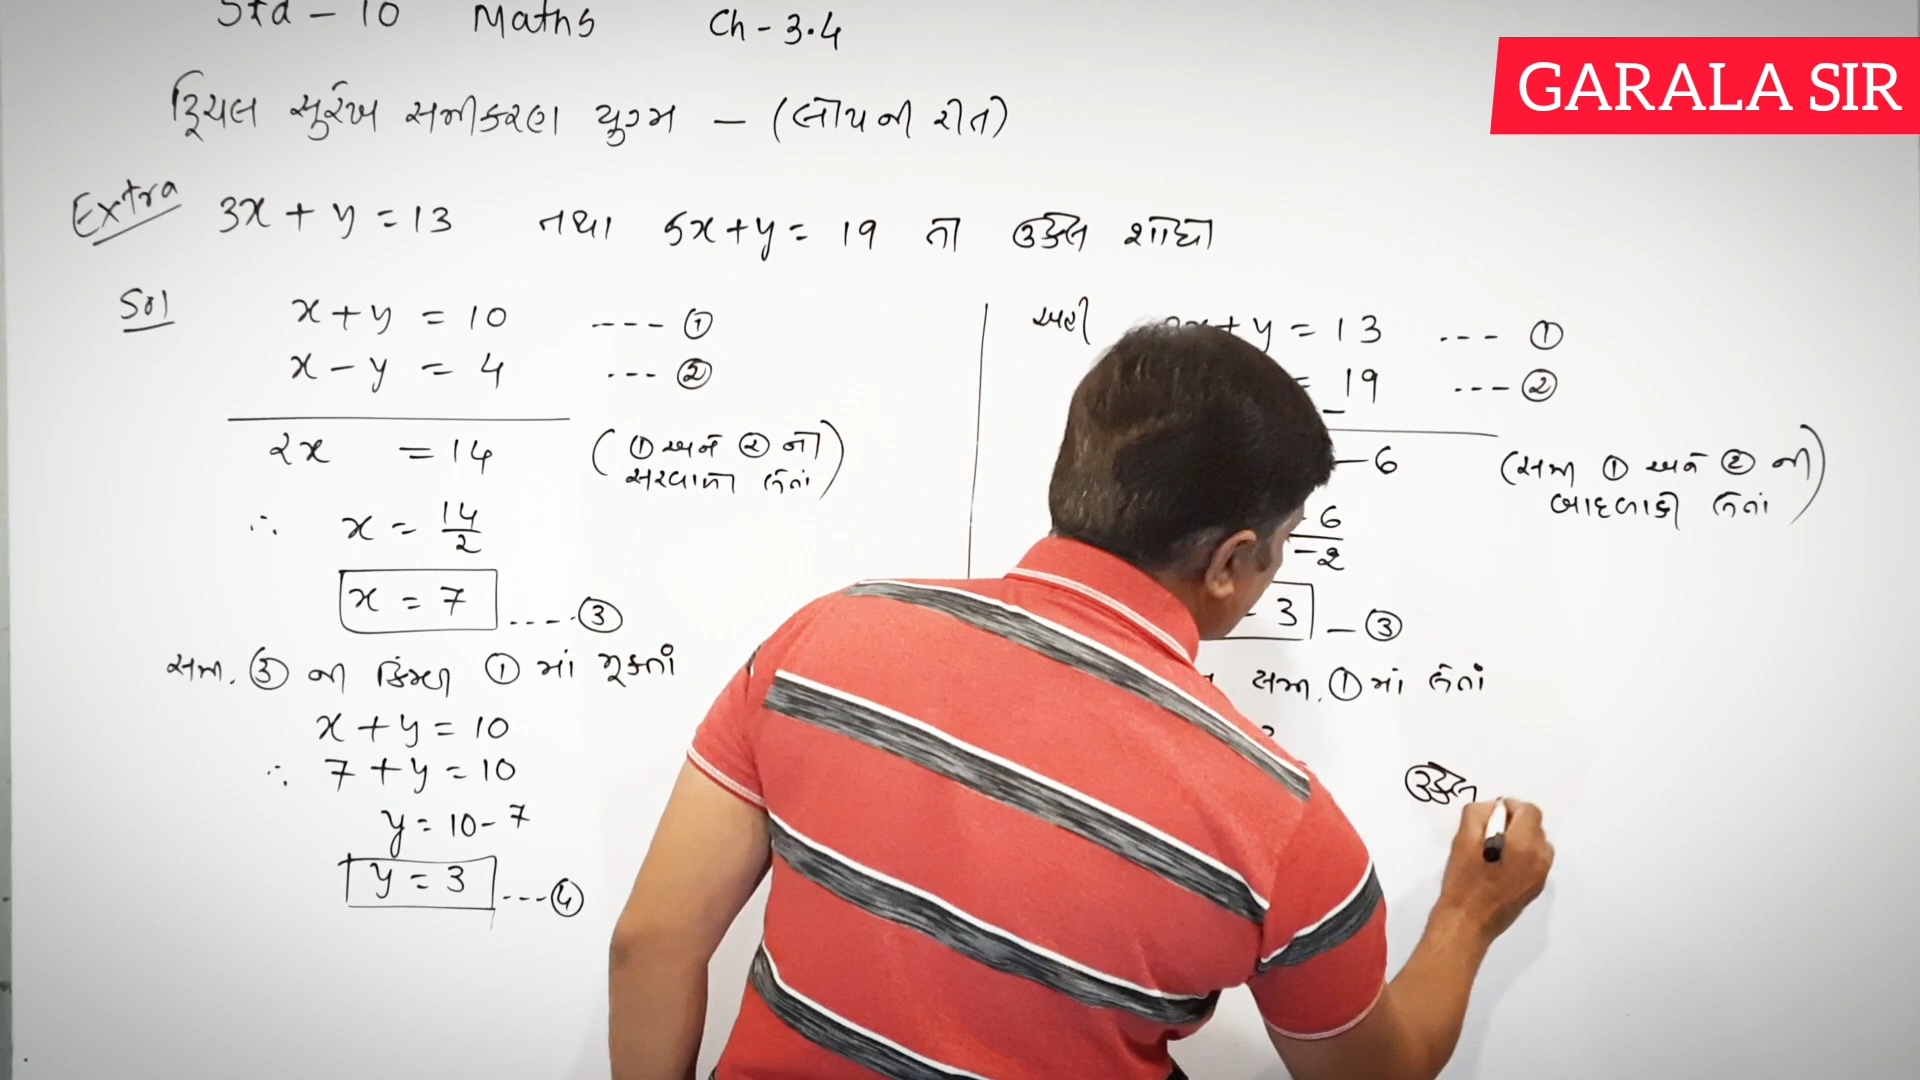 Std - 10 Maths Ch - 3.4
GARALA SIR
દ્વિચલ સુરેખ સમીકરણ યુગ્મ - (લોપની રીત)
Extra 3x + y = 13 તથા 5x + y = 19 નો ઉકેલ શોધો
Sol
x + y = 10 ---- ①
x - y = 4 --- ②
2x = 14 (① અને ② નો
સરવાળો લેતાં)
∴ x = 14/2
x = 7 ----- ③
સમી. ③ ની કિંમત ① માં મૂકતાં
x + y = 10
∴ 7 + y = 10
y = 10 - 7
y = 3 ---- ④
અહીં
+ y = 13 --- ①
= 19 --- ②
- 6 (સમી ① અને ② ની
બાદબાકી લેતાં)
- 6
- 2
3 - ③
સમી. ① માં લેતાં
ઉકેલ